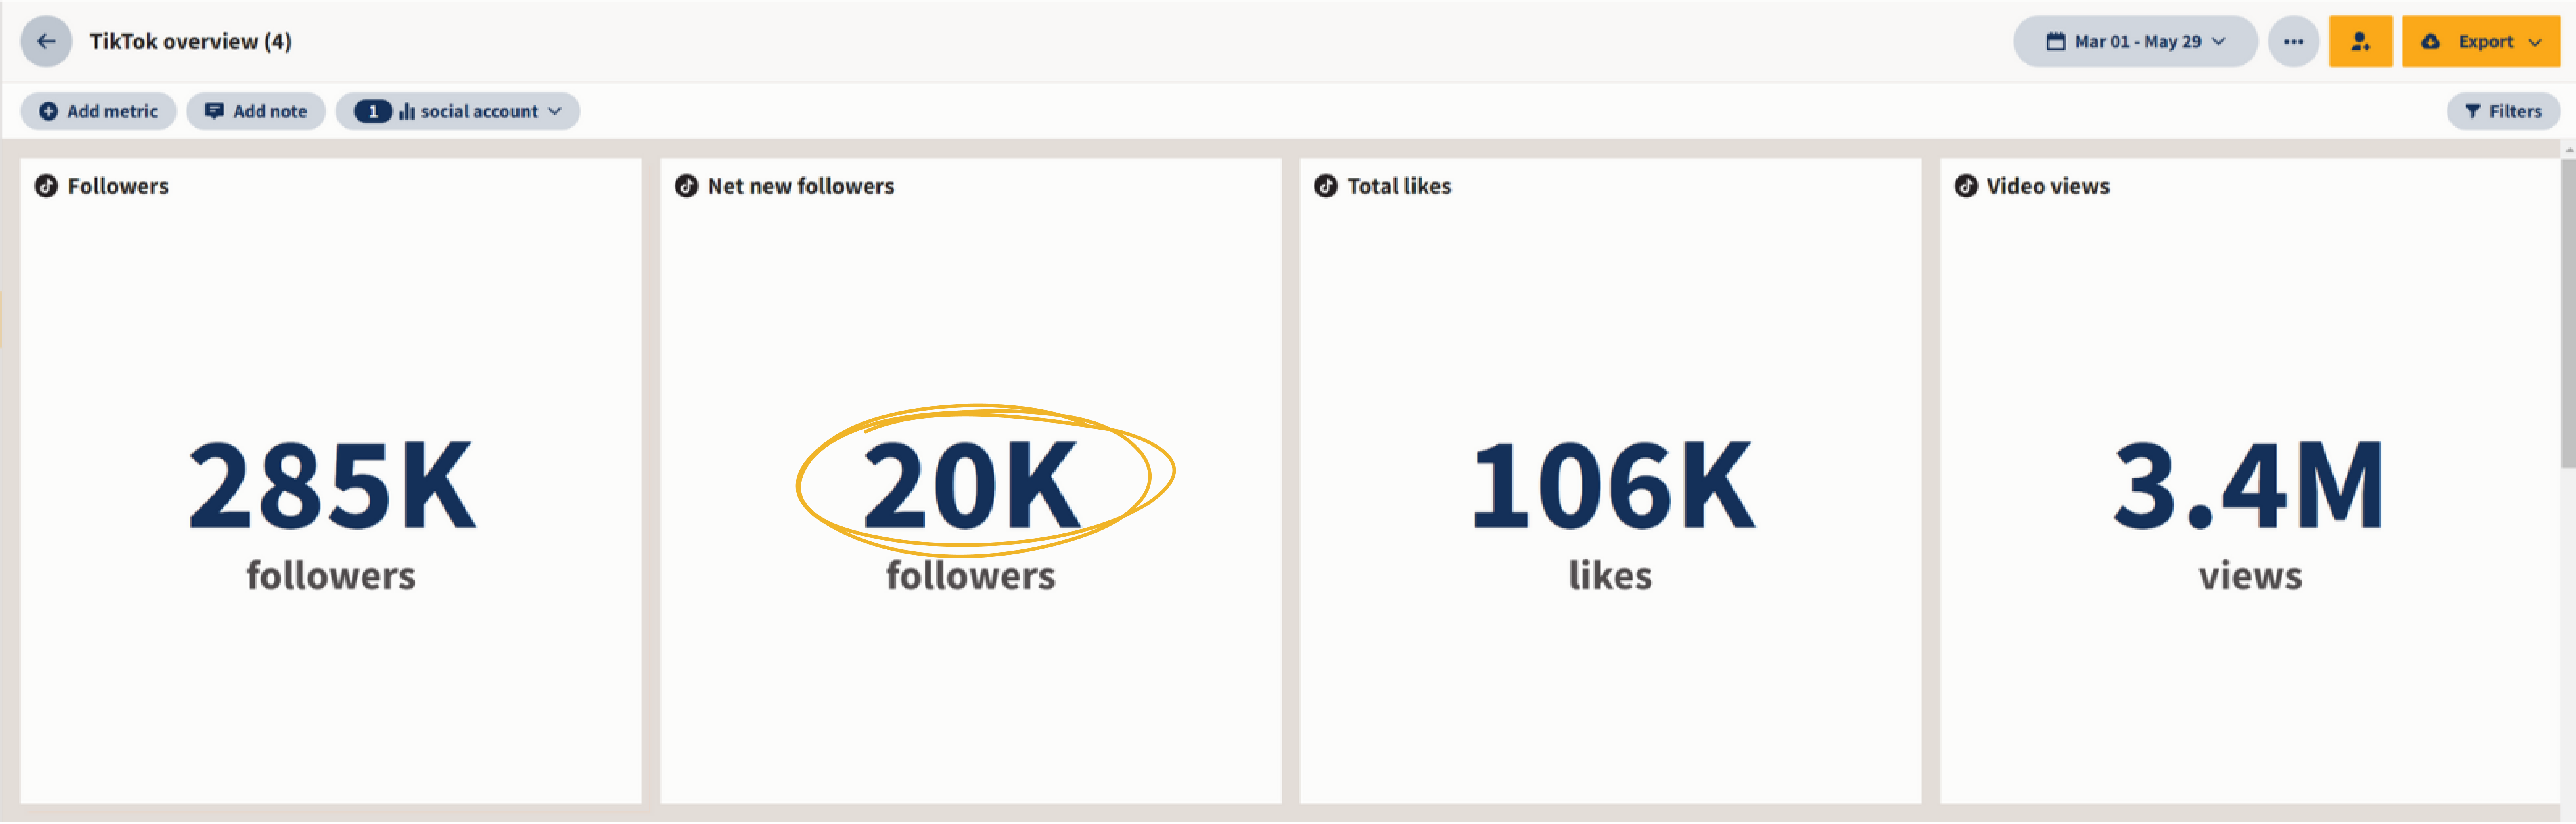 TikTok overview (4)
Mar 01 - May 29
Export
Add metric
Add note
1 social account
Filters
Followers
285K
followers
Net new followers
20K
followers
Total likes
106K
likes
Video views
3.4M
views